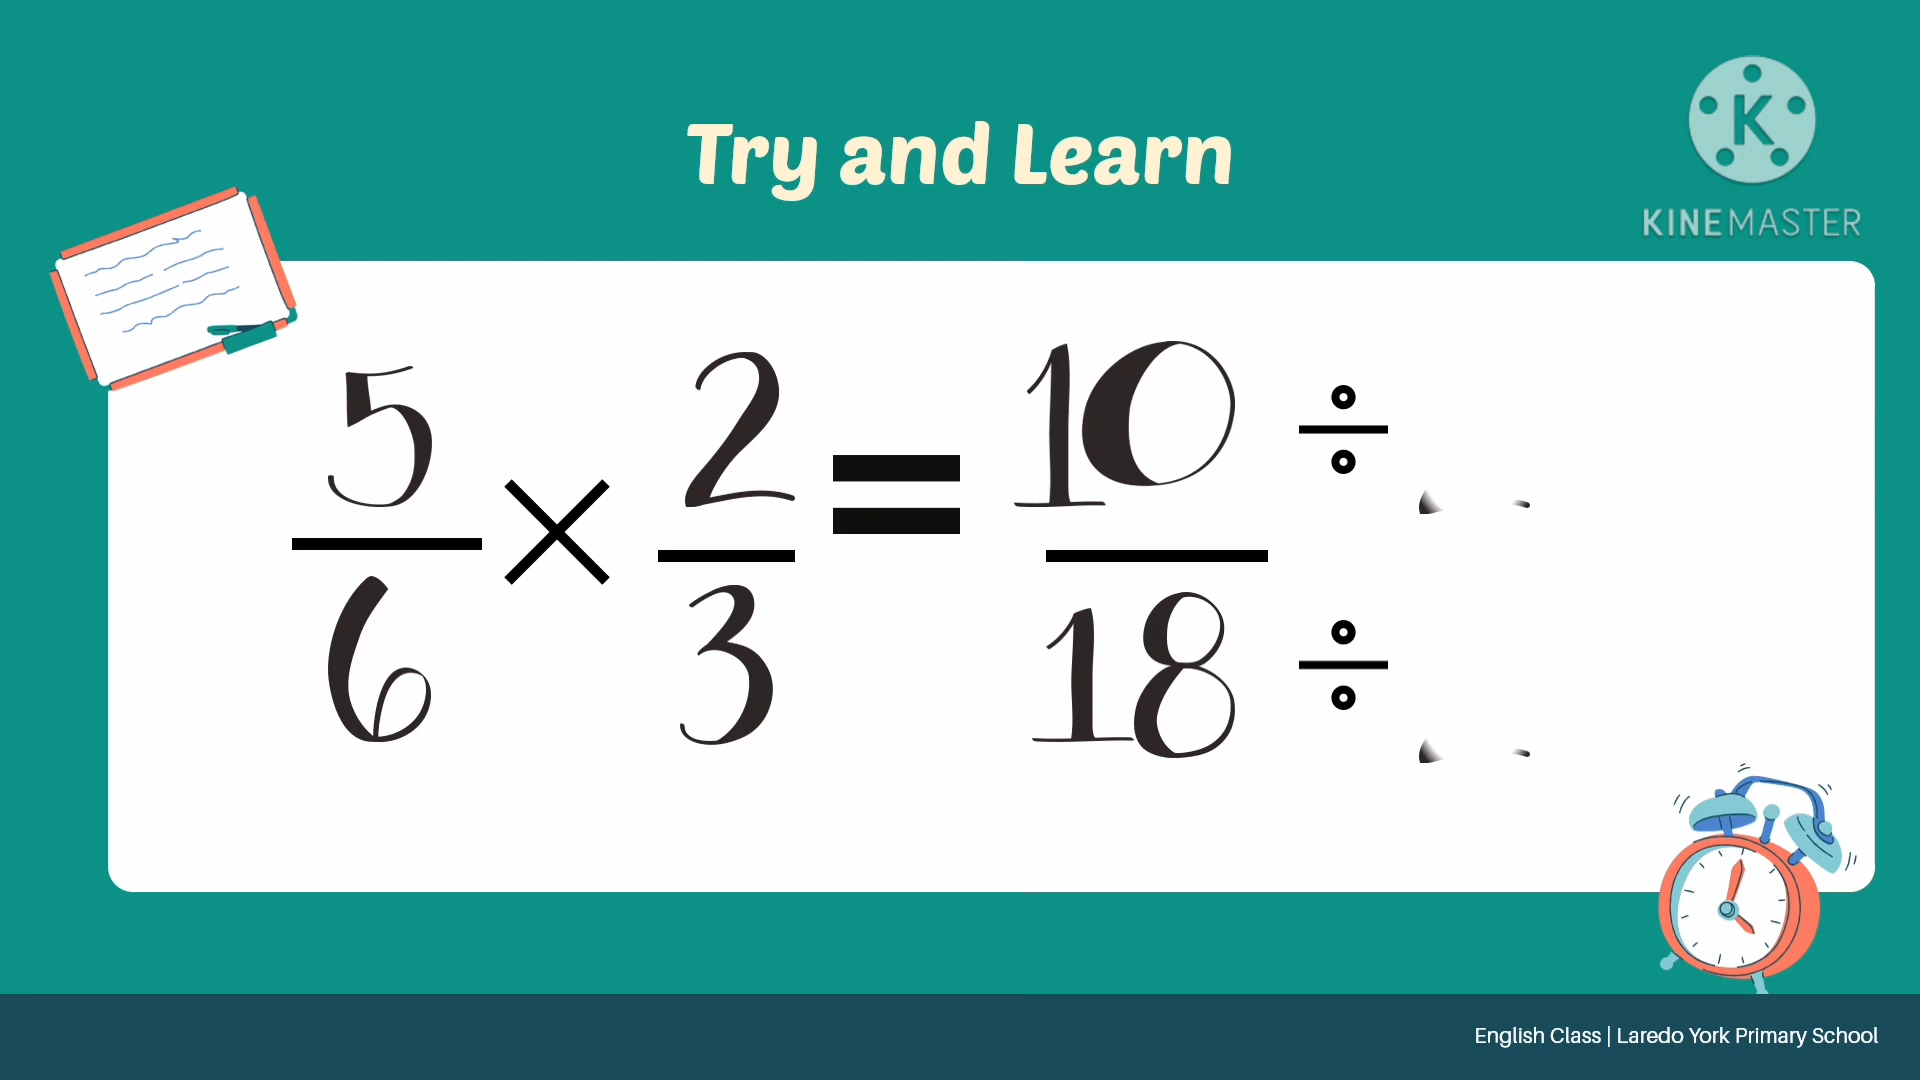 Try and Learn
K
KINEMASTER
5 × 2 = 10 ÷
6 3 18 ÷
English Class | Laredo York Primary School